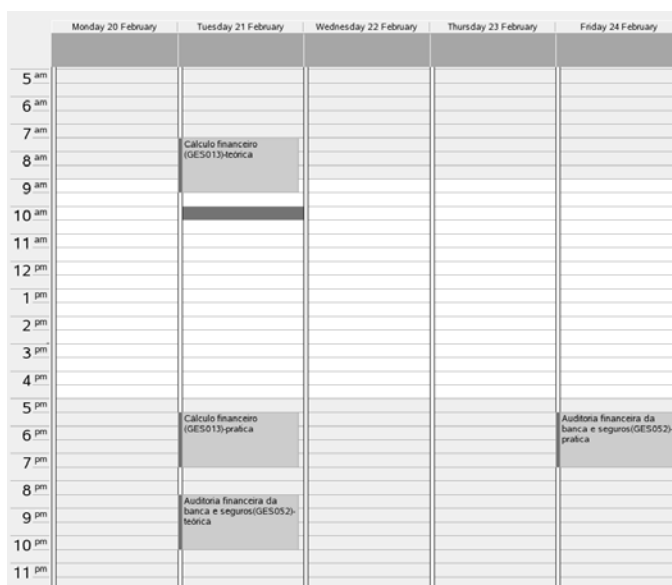 Monday 20 February
Tuesday 21 February
Wednesday 22 February
Thursday 23 February
Friday 24 February
5 am
6 am
7 am
Cálculo financeiro
(GES013)-teórica
8 am
9 am
10 am
11 am
12 pm
1 pm
2 pm
3 pm
4 pm
5 pm
Cálculo financeiro
(GES013)-pratica
Auditoria financeira da
banca e seguros(GES052)-
pratica
6 pm
7 pm
8 pm
Auditoria financeira da
banca e seguros(GES052)-
teórica
9 pm
10 pm
11 pm